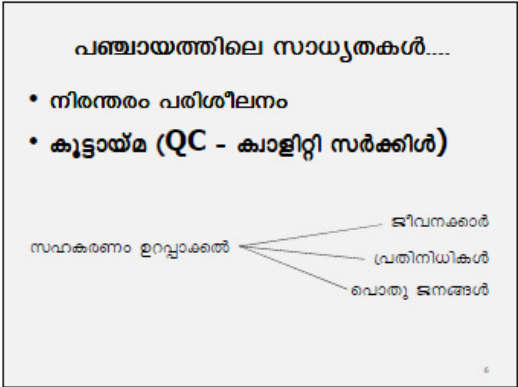 പഞ്ചായത്തിലെ സാധ്യതകൾ....
• നിരന്തരം പരിശീലനം
• കൂട്ടായ്മ (QC - ക്വാളിറ്റി സർക്കിൾ)
ജീവനക്കാർ
സഹകരണം ഉറപ്പാക്കൽ
പ്രതിനിധികൾ
പൊതു ജനങ്ങൾ
6